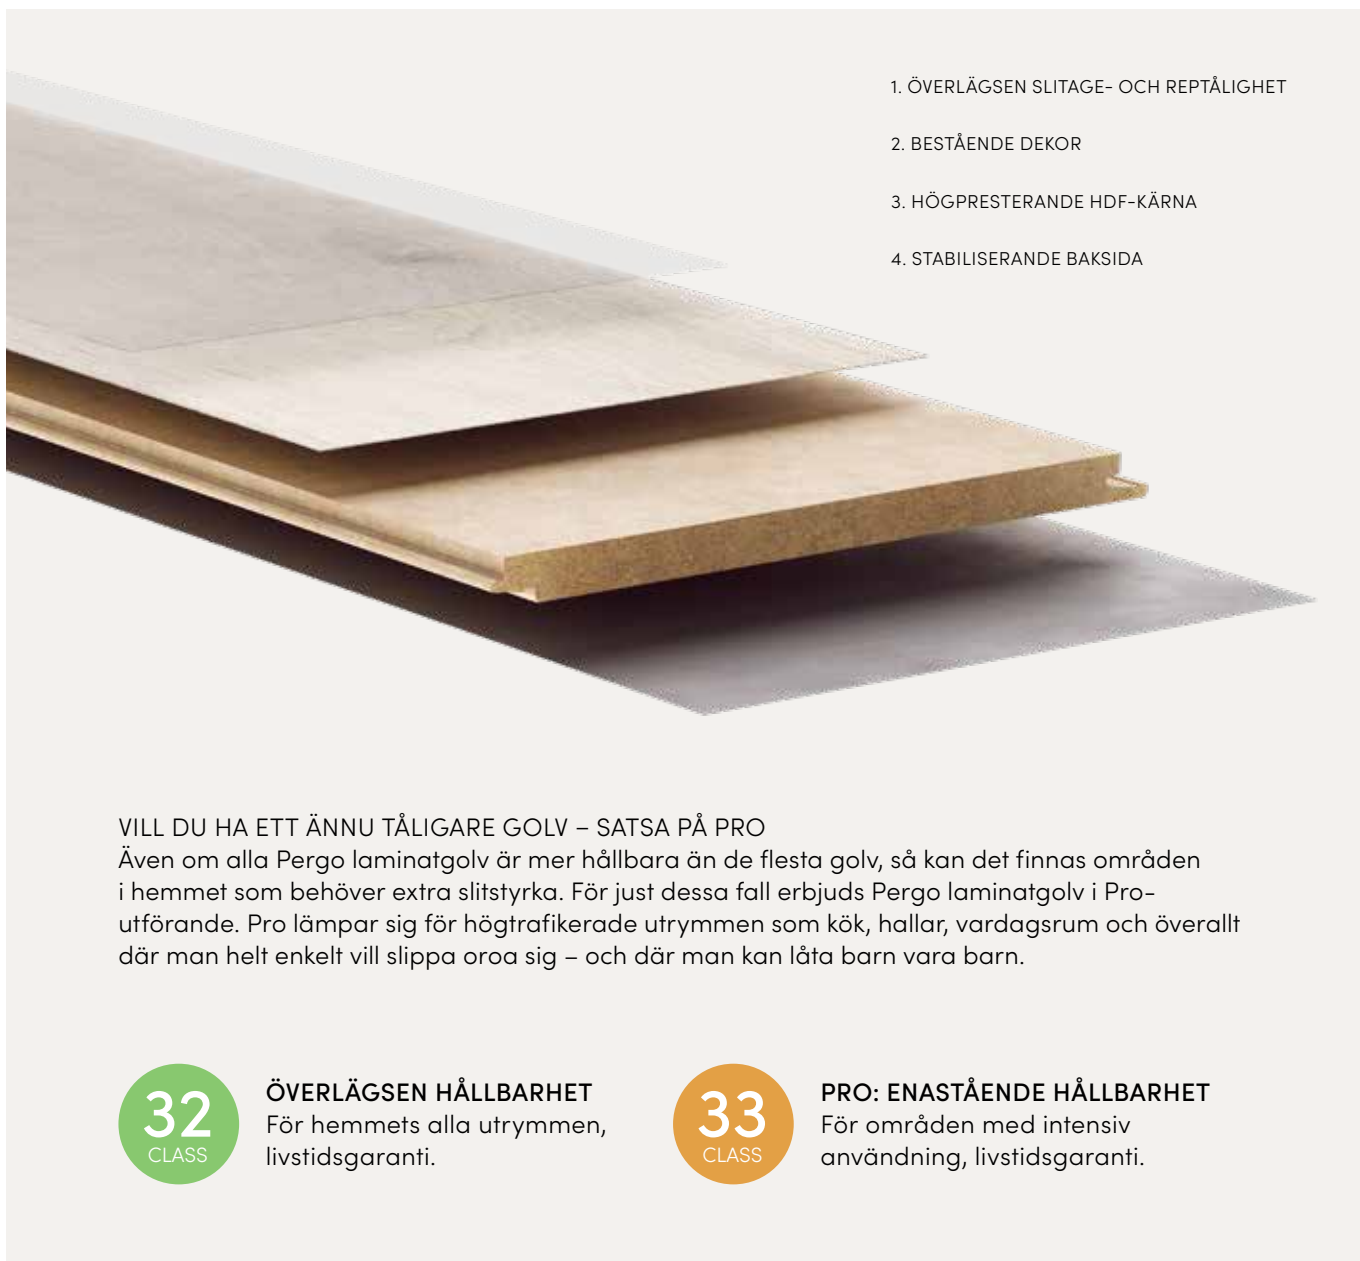 1. ÖVERLÄGSEN SLITAGE- OCH REPTÅLIGHET
2. BESTÅENDE DEKOR
3. HÖGPRESTERANDE HDF-KÄRNA
4. STABILISERANDE BAKSIDA
VILL DU HA ETT ÄNNU TÅLIGARE GOLV – SATSA PÅ PRO
Även om alla Pergo laminatgolv är mer hållbara än de flesta golv, så kan det finnas områden
i hemmet som behöver extra slitstyrka. För just dessa fall erbjuds Pergo laminatgolv i Pro-
utförande. Pro lämpar sig för högtrafikerade utrymmen som kök, hallar, vardagsrum och överallt
där man helt enkelt vill slippa oroa sig – och där man kan låta barn vara barn.
32
CLASS
ÖVERLÄGSEN HÅLLBARHET
För hemmets alla utrymmen,
livstidsgaranti.
33
CLASS
PRO: ENASTÅENDE HÅLLBARHET
För områden med intensiv
användning, livstidsgaranti.